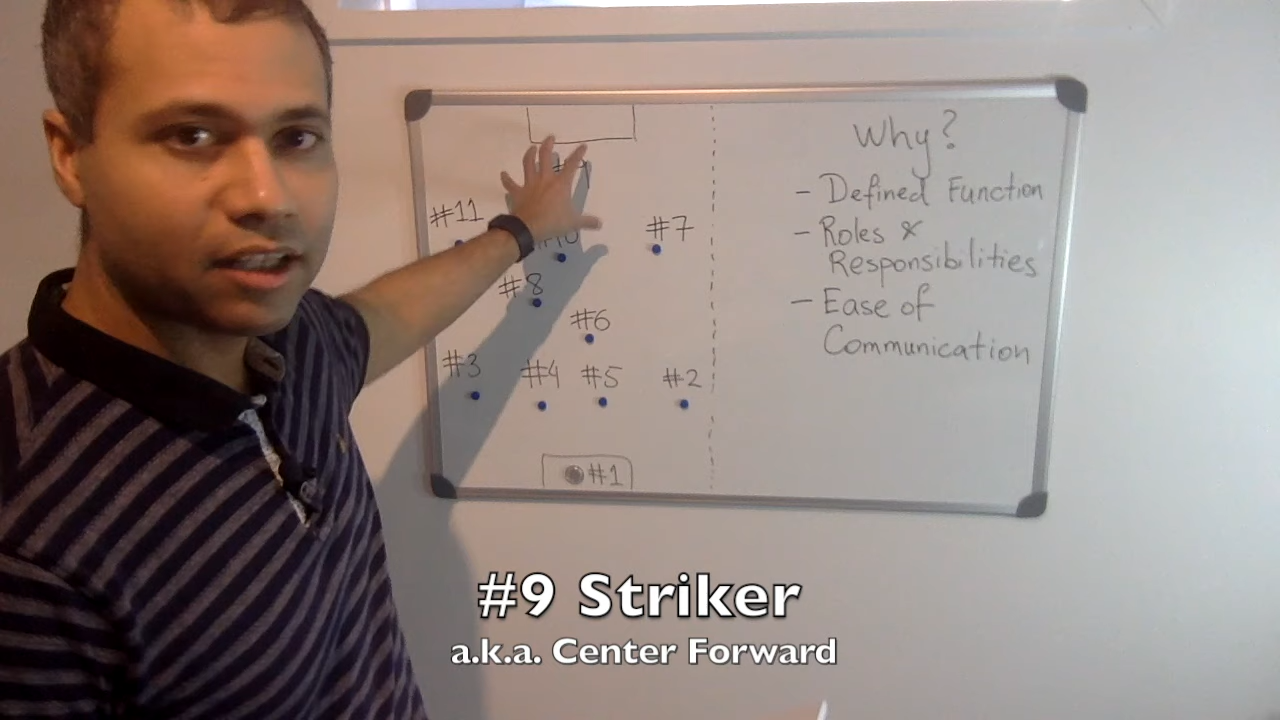 Why?
- Defined Function
- Roles &
Responsibilities
- Ease of
Communication
#11
#7
#8
#6
#3 #4 #5 #2
#1
#9 Striker
a.k.a. Center Forward